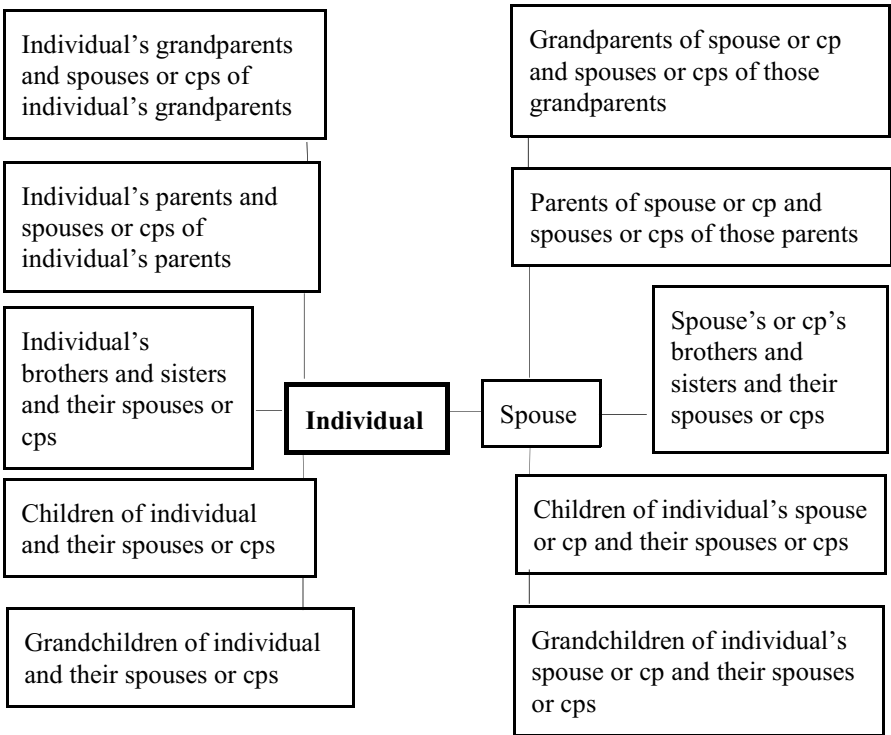 Individual’s grandparents
and spouses or cps of
individual’s grandparents
Grandparents of spouse or cp
and spouses or cps of those
grandparents
Individual’s parents and
spouses or cps of
individual’s parents
Parents of spouse or cp and
spouses or cps of those parents
Individual’s
brothers and sisters
and their spouses or
cps
Individual
Spouse
Spouse’s or cp’s
brothers and
sisters and their
spouses or cps
Children of individual
and their spouses or cps
Children of individual’s spouse
or cp and their spouses or cps
Grandchildren of individual
and their spouses or cps
Grandchildren of individual’s
spouse or cp and their spouses
or cps